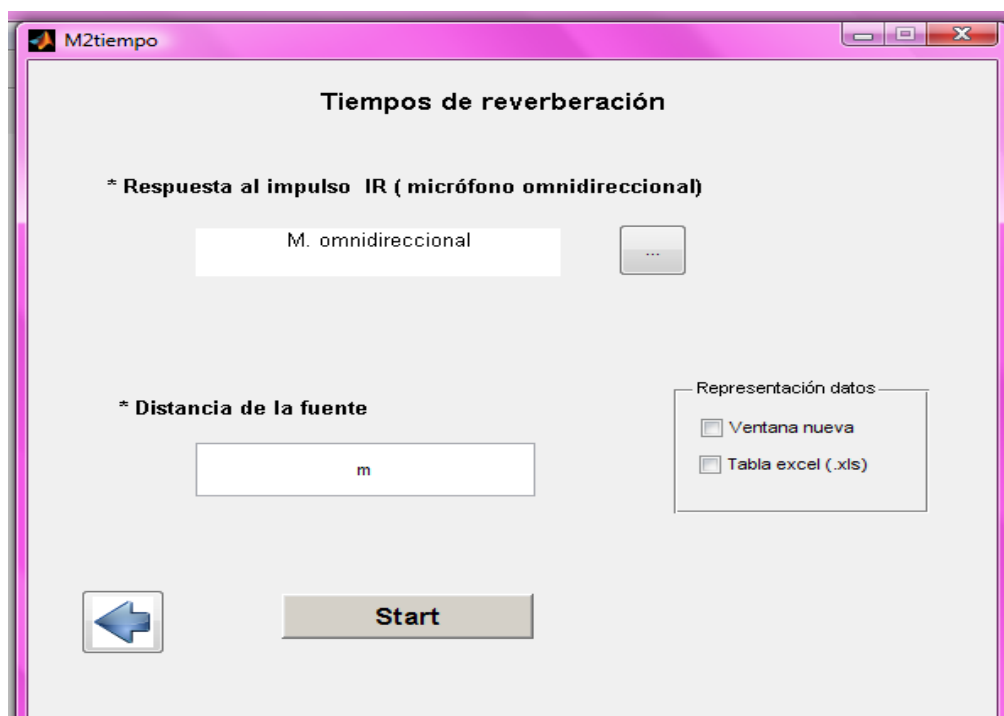 M2tiempo
Tiempos de reverberación
* Respuesta al impulso IR ( micrófono omnidireccional)
M. omnidireccional
...
* Distancia de la fuente
m
Representación datos
Ventana nueva
Tabla excel (.xls)
Start